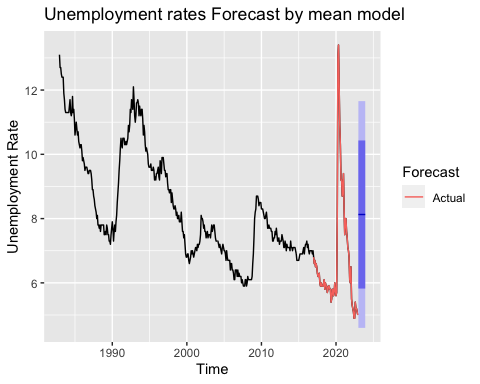 Unemployment rates Forecast by mean model
Unemployment Rate
12
10
8
6
1990 2000 2010 2020
Time
Forecast
Actual